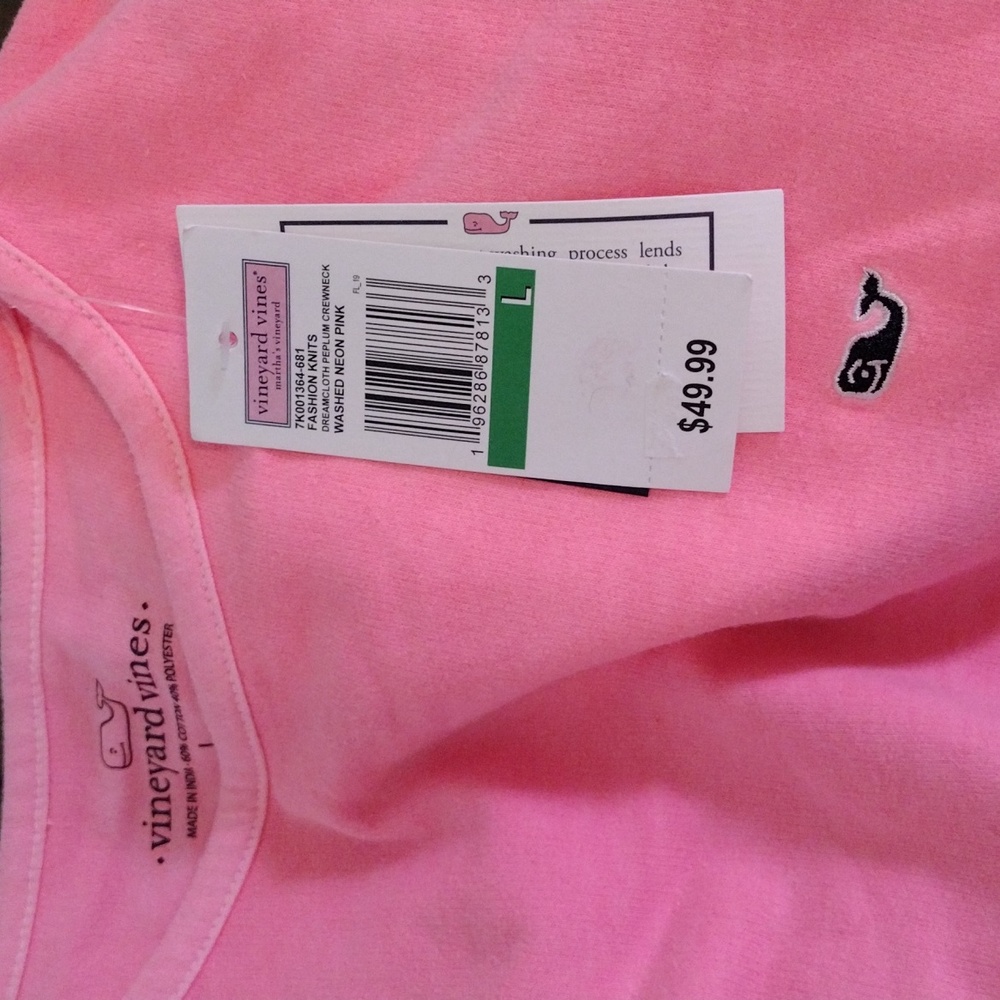 washing process lends
vineyard vines®
martha's vineyard
7K001364-681
FASHION KNITS
DREAMCLOTH PEPLUM CREWNECK
WASHED NEON PINK
FL_19
1 96286 87813 3
L
$49.99
· vineyard vines ·
MADE IN INDIA · 60% COTTON 40% POLYESTER
L